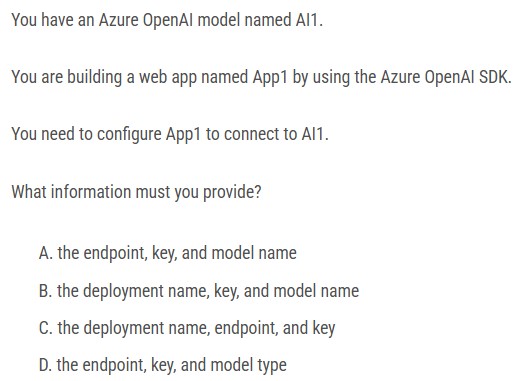 You have an Azure OpenAI model named AI1.
You are building a web app named App1 by using the Azure OpenAI SDK.
You need to configure App1 to connect to AI1.
What information must you provide?
A. the endpoint, key, and model name
B. the deployment name, key, and model name
C. the deployment name, endpoint, and key
D. the endpoint, key, and model type